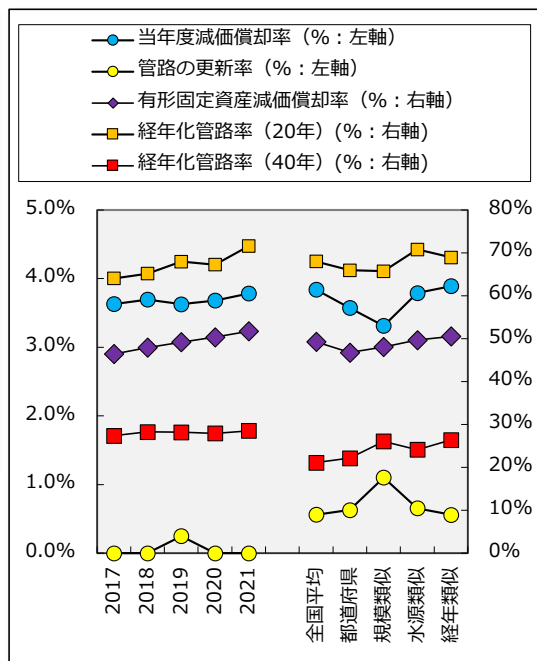 当年度減価償却率（%：左軸）
管路の更新率（%：左軸）
有形固定資産減価償却率（%：右軸）
経年化管路率（20年）(%：右軸)
経年化管路率（40年）(%：右軸)
5.0%
4.0%
3.0%
2.0%
1.0%
0.0%
80%
70%
60%
50%
40%
30%
20%
10%
0%
2017
2018
2019
2020
2021
全国平均
都道府県
規模類似
水源類似
経年類似